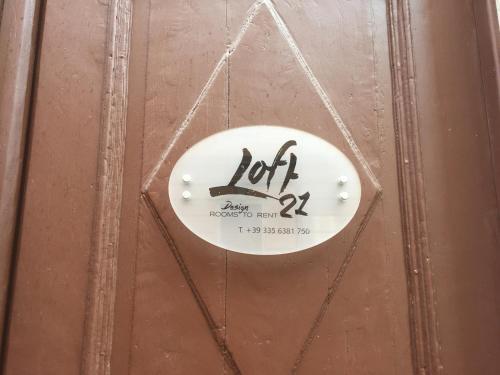 Loft
Design 21
ROOMS TO RENT
T. +39 335 6381 750